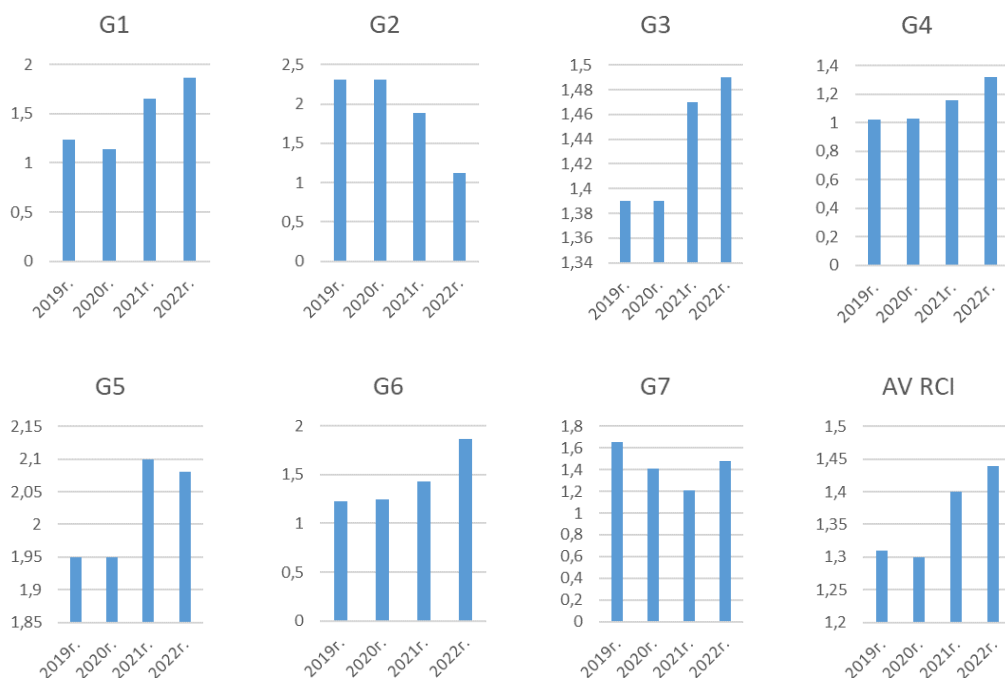 G1
2
1,5
1
0,5
0
2019г.
2020г.
2021г.
2022г.
G2
2,5
2
1,5
1
0,5
0
2019г.
2020г.
2021г.
2022г.
G3
1,5
1,48
1,46
1,44
1,42
1,4
1,38
1,36
1,34
2019г.
2020г.
2021г.
2022г.
G4
1,4
1,2
1
0,8
0,6
0,4
0,2
0
2019г.
2020г.
2021г.
2022г.
G5
2,15
2,1
2,05
2
1,95
1,9
1,85
2019г.
2020г.
2021г.
2022г.
G6
2
1,5
1
0,5
0
2019г.
2020г.
2021г.
2022г.
G7
1,8
1,6
1,4
1,2
1
0,8
0,6
0,4
0,2
0
2019г.
2020г.
2021г.
2022г.
AV RCI
1,5
1,45
1,4
1,35
1,3
1,25
1,2
2019г.
2020г.
2021г.
2022г.